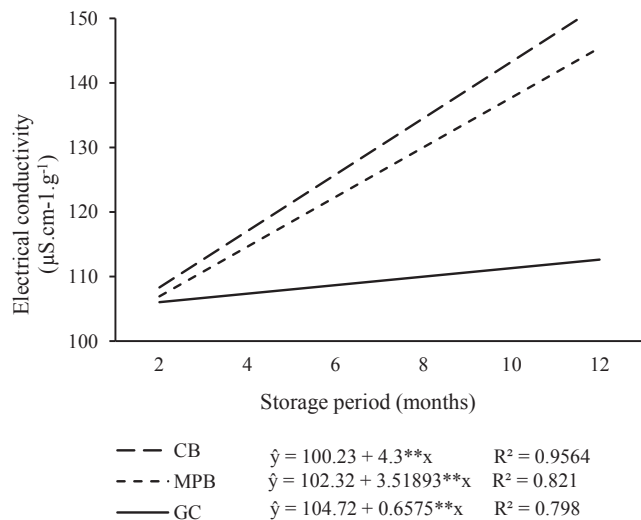 150
140
130
120
110
100
Electrical conductivity
(µS.cm-1.g⁻¹)
2 4 6 8 10 12
Storage period (months)
CB ŷ = 100.23 + 4.3**x R² = 0.9564
MPB ŷ = 102.32 + 3.51893**x R² = 0.821
GC ŷ = 104.72 + 0.6575**x R² = 0.798